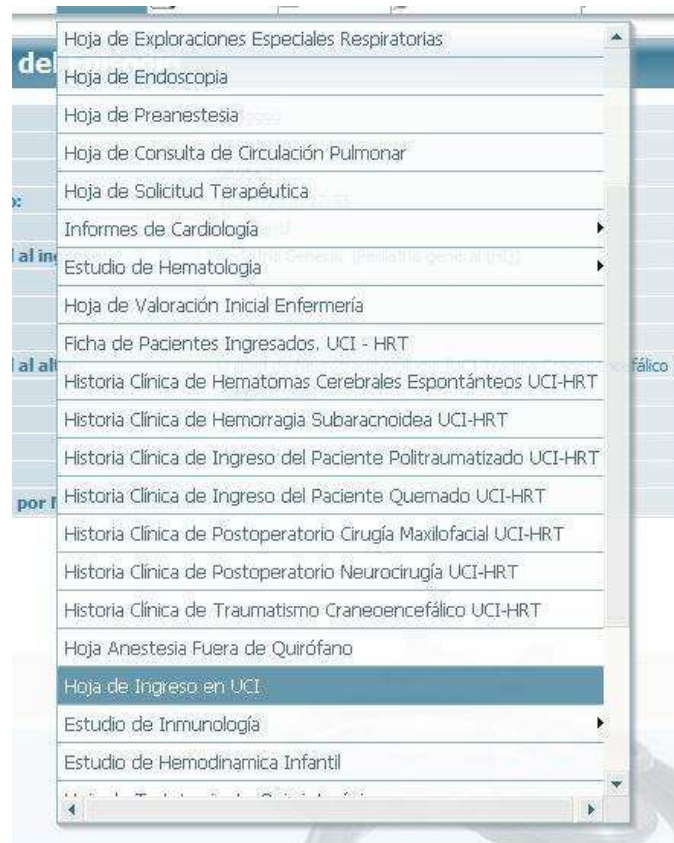 Hoja de Exploraciones Especiales Respiratorias
del
Hoja de Endoscopia
Hoja de Preanestesia
Hoja de Consulta de Circulación Pulmonar
Hoja de Solicitud Terapéutica
Informes de Cardiología
al
Estudio de Hematologia
Hoja de Valoración Inicial Enfermería
Ficha de Pacientes Ingresados. UCI - HRT
al
Historia Clínica de Hematomas Cerebrales Espontánteos UCI-HRT
Historia Clínica de Hemorragia Subaracnoidea UCI-HRT
Historia Clínica de Ingreso del Paciente Politraumatizado UCI-HRT
por
Historia Clínica de Ingreso del Paciente Quemado UCI-HRT
Historia Clínica de Postoperatorio Cirugía Maxilofacial UCI-HRT
Historia Clínica de Postoperatorio Neurocirugía UCI-HRT
Historia Clínica de Traumatismo Craneoencefálico UCI-HRT
Hoja Anestesia Fuera de Quirófano
Hoja de Ingreso en UCI
Estudio de Inmunología
Estudio de Hemodinamica Infantil